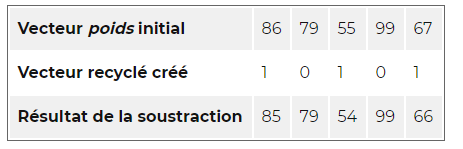 Vecteur poids initial 86 79 55 99 67
Vecteur recyclé créé 1 0 1 0 1
Résultat de la soustraction 85 79 54 99 66